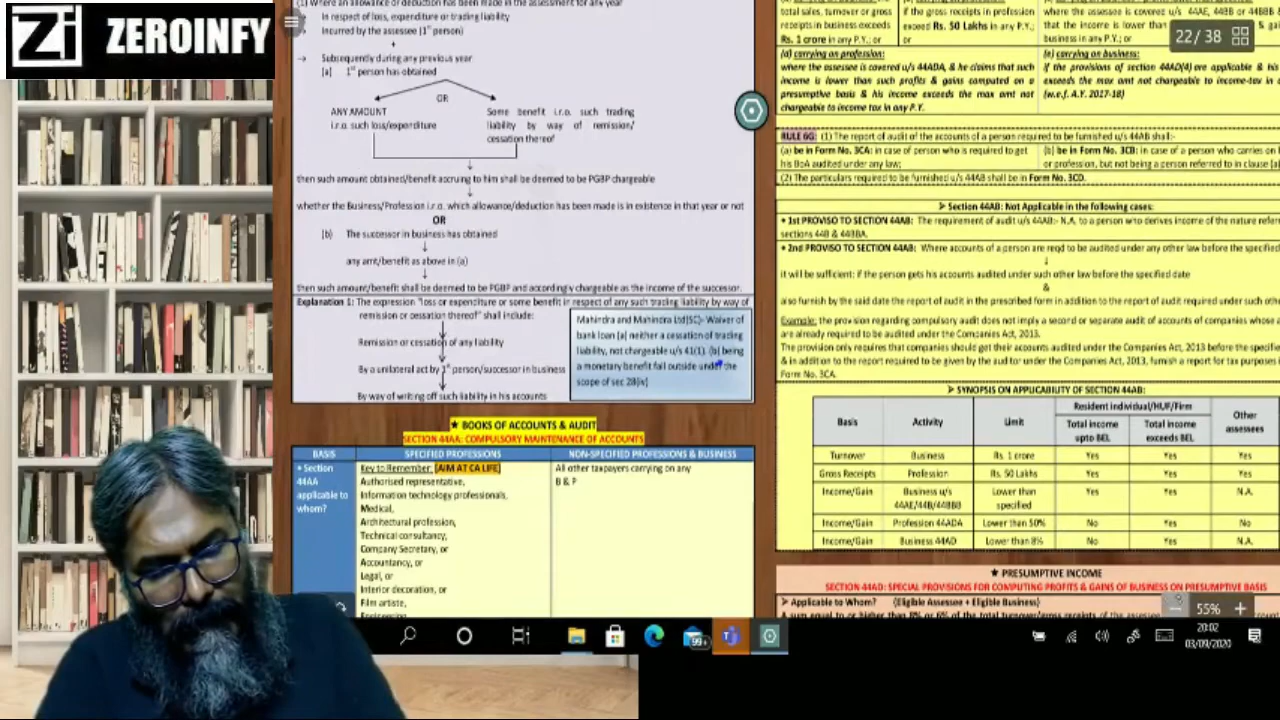 ZEROINFY
(1) Where an allowance or deduction has been made in the assessment for any year
In respect of loss, expenditure or trading liability
Incurred by the assessee (1st person)
+
→ Subsequently during any previous year
(a) 1st person has obtained
OR
ANY AMOUNT
i.r.o. such loss/expenditure
Some benefit i.r.o. such trading
liability by way of remission/
cessation thereof
then such amount obtained/benefit accruing to him shall be deemed to be PGBP chargeable
whether the Business/Profession i.r.o. which allowance/deduction has been made is in existence in that year or not
OR
(b) The successor in business has obtained
any amt/benefit as above in (a)
then such amount/benefit shall be deemed to be PGBP and accordingly chargeable as the income of the successor.
Explanation 1: The expression "loss or expenditure or some benefit in respect of any such trading liability by way of
remission or cessation thereof" shall include:
Remission or cessation of any liability
By a unilateral act by 1st person/successor in business
By way of writing off such liability in his accounts
Mahindra and Mahindra Ltd(SC)- Waiver of
bank loan (a) neither a cessation of trading
liability, not chargeable u/s 41(1). (b) being
a monetary benefit fall outside under the
scope of sec 28(iv)
★ BOOKS OF ACCOUNTS & AUDIT
SECTION 44AA: COMPULSORY MAINTENANCE OF ACCOUNTS
BASIS SPECIFIED PROFESSIONS NON-SPECIFIED PROFESSIONS & BUSINESS
• Section
44AA
applicable to
whom?
Key to Remember: [AIM AT CA LIFE]
Authorised representative,
Information technology professionals,
Medical,
Architectural profession,
Technical consultancy,
Company Secretary, or
Accountancy, or
Legal, or
Interior decoration, or
Film artiste,
All other taxpayers carrying on any
B & P
total sales, turnover or gross
receipts in business exceeds
Rs. 1 crore in any P.Y.; or
if the gross receipts in profession
exceed Rs. 50 Lakhs in any P.Y.;
or
where the assessee is covered u/s 44AE, 44BB or 44BBB
that the income is lower than
business in any P.Y.; or
22 / 38
(d) carrying on profession:
where the assessee is covered u/s 44ADA, & he claims that such
income is lower than such profits & gains computed on a
presumptive basis & his income exceeds the max amt not
chargeable to income tax in any P.Y.
(e) carrying on business:
if the provisions of section 44AD(4) are applicable & his
exceeds the max amt not chargeable to income-tax in
(w.e.f. A.Y. 2017-18)
RULE 6G: (1) The report of audit of the accounts of a person required to be furnished u/s 44AB shall:-
(a) be in Form No. 3CA: in case of person who is required to get
his BoA audited under any law;
(b) be in Form No. 3CB: in case of a person who carries on
or profession, but not being a person referred to in clause (a)
(2) The particulars required to be furnished u/s 44AB shall be in Form No. 3CD.
➤ Section 44AB: Not Applicable in the following cases:
• 1st PROVISO TO SECTION 44AB: The requirement of audit u/s 44AB:- N.A. to a person who derives income of the nature
sections 44B & 44BBA.
• 2nd PROVISO TO SECTION 44AB: Where accounts of a person are reqd to be audited under any other law before the specified
it will be sufficient: if the person gets his accounts audited under such other law before the specified date
&
also furnish by the said date the report of audit in the prescribed form in addition to the report of audit required under such
Example: the provision regarding compulsory audit does not imply a second or separate audit of accounts of companies whose
are already required to be audited under the Companies Act, 2013.
The provision only requires that companies should get their accounts audited under the Companies Act, 2013 before the
& in addition to the report required to be given by the auditor under the Companies Act, 2013, furnish a report for tax purposes
Form No. 3CA.
➤ SYNOPSIS ON APPLICABILITY OF SECTION 44AB:
Basis Activity Limit Resident individual/HUF/Firm Other assessees
Total income upto BEL Total income exceeds BEL
Turnover Business Rs. 1 crore Yes Yes Yes
Gross Receipts Profession Rs. 50 Lakhs Yes Yes Yes
Income/Gain Business u/s 44AE/44B/44BBB Lower than specified Yes Yes N.A.
Income/Gain Profession 44ADA Lower than 50% No Yes No
Income/Gain Business 44AD Lower than 8% No Yes N.A.
★ PRESUMPTIVE INCOME
SECTION 44AD: SPECIAL PROVISIONS FOR COMPUTING PROFITS & GAINS OF BUSINESS ON PRESUMPTIVE BASIS
➤ Applicable to Whom? (Eligible Assessee + Eligible Business)
55%
99+
20:02
03/09/2020